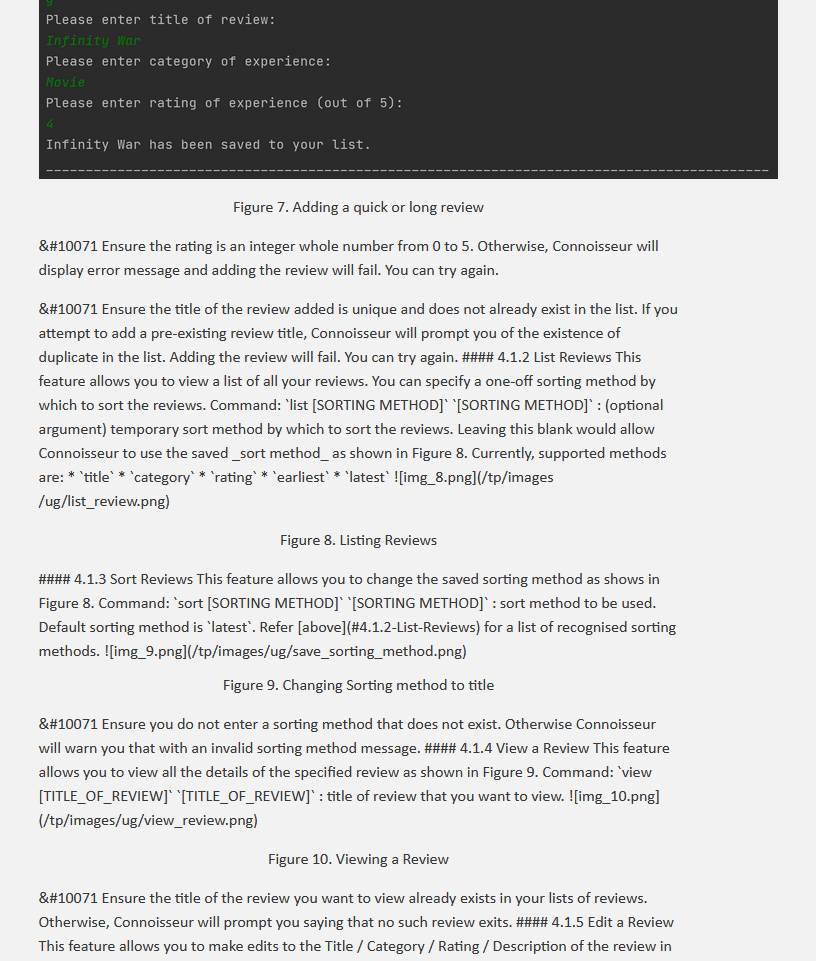 Please enter title of review:
Infinity War
Please enter category of experience:
Movie
Please enter rating of experience (out of 5):
4
Infinity War has been saved to your list.
Figure 7. Adding a quick or long review
&#10071 Ensure the rating is an integer whole number from 0 to 5. Otherwise, Connoisseur will
display error message and adding the review will fail. You can try again.
&#10071 Ensure the title of the review added is unique and does not already exist in the list. If you
attempt to add a pre-existing review title, Connoisseur will prompt you of the existence of
duplicate in the list. Adding the review will fail. You can try again. #### 4.1.2 List Reviews This
feature allows you to view a list of all your reviews. You can specify a one-off sorting method by
which to sort the reviews. Command: `list [SORTING METHOD]` `[SORTING METHOD]` : (optional
argument) temporary sort method by which to sort the reviews. Leaving this blank would allow
Connoisseur to use the saved _sort method_ as shown in Figure 8. Currently, supported methods
are: * `title` * `category` * `rating` * `earliest` * `latest` ![img_8.png](/tp/images
/ug/list_review.png)
Figure 8. Listing Reviews
#### 4.1.3 Sort Reviews This feature allows you to change the saved sorting method as shows in
Figure 8. Command: `sort [SORTING METHOD]` `[SORTING METHOD]` : sort method to be used.
Default sorting method is `latest`. Refer [above](#4.1.2-List-Reviews) for a list of recognised sorting
methods. ![img_9.png](/tp/images/ug/save_sorting_method.png)
Figure 9. Changing Sorting method to title
&#10071 Ensure you do not enter a sorting method that does not exist. Otherwise Connoisseur
will warn you that with an invalid sorting method message. #### 4.1.4 View a Review This feature
allows you to view all the details of the specified review as shown in Figure 9. Command: `view
[TITLE_OF_REVIEW]` `[TITLE_OF_REVIEW]` : title of review that you want to view. ![img_10.png]
(/tp/images/ug/view_review.png)
Figure 10. Viewing a Review
&#10071 Ensure the title of the review you want to view already exists in your lists of reviews.
Otherwise, Connoisseur will prompt you saying that no such review exits. #### 4.1.5 Edit a Review
This feature allows you to make edits to the Title / Category / Rating / Description of the review in